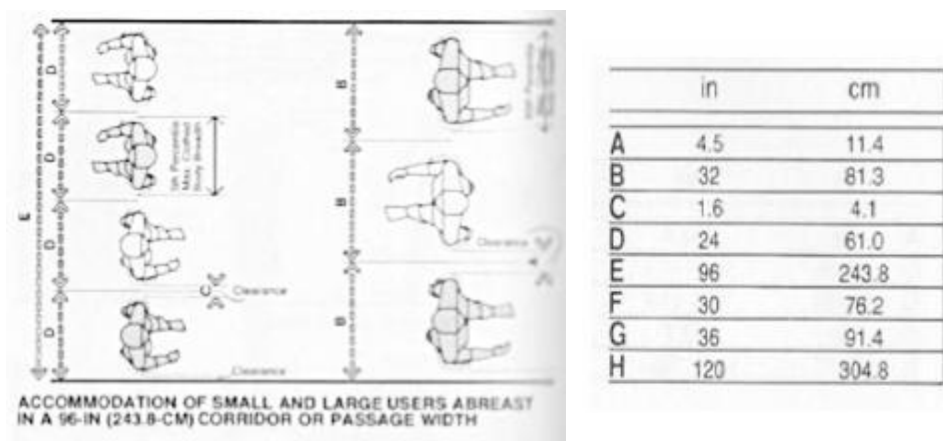 E
D
D
D
D
C
B
B
B
5th Percentile
Max. Clothed
Body Breadth
Clearance
Clearance
Clearance
ACCOMMODATION OF SMALL AND LARGE USERS ABREAST
IN A 96-IN (243.8-CM) CORRIDOR OR PASSAGE WIDTH
in cm
A 4.5 11.4
B 32 81.3
C 1.6 4.1
D 24 61.0
E 96 243.8
F 30 76.2
G 36 91.4
H 120 304.8